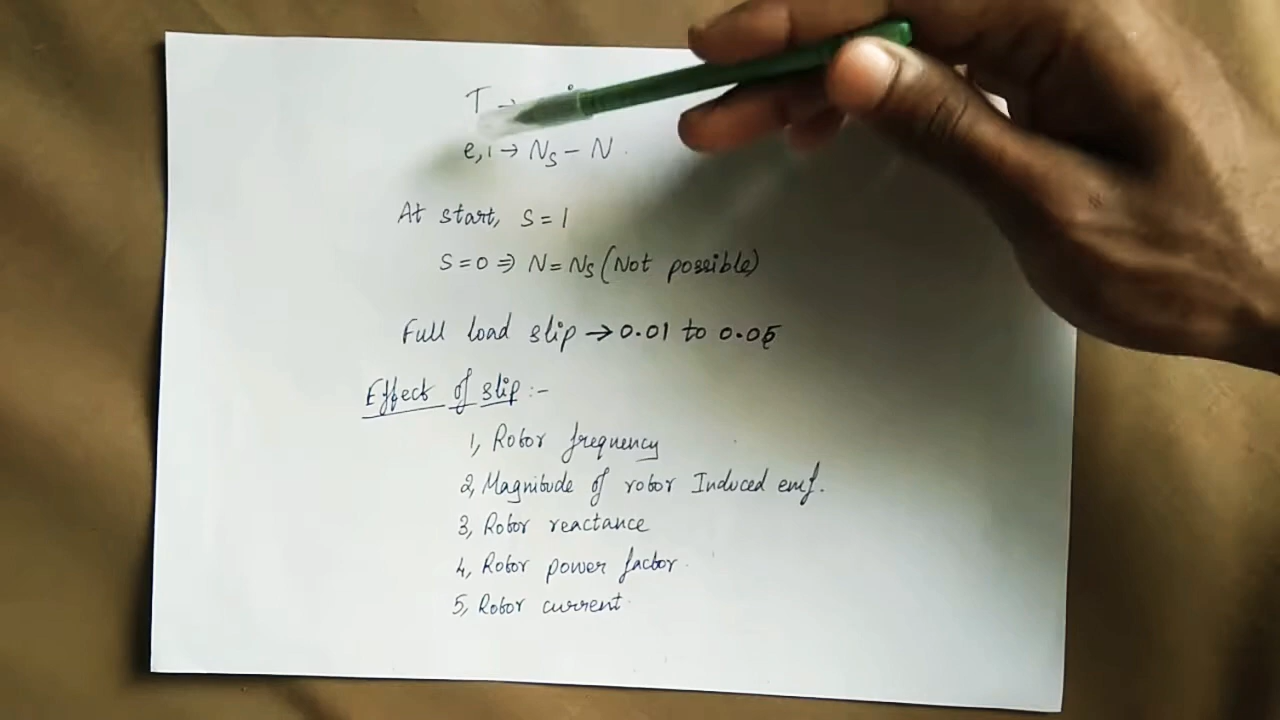 T →
e, i → Ns - N
At start, S = 1
S = 0 ⇒ N = Ns (Not possible)
Full load slip → 0.01 to 0.05
Effect of slip :-
1, Rotor frequency
2, Magnitude of rotor Induced emf.
3, Rotor reactance
4, Rotor power factor
5, Rotor current